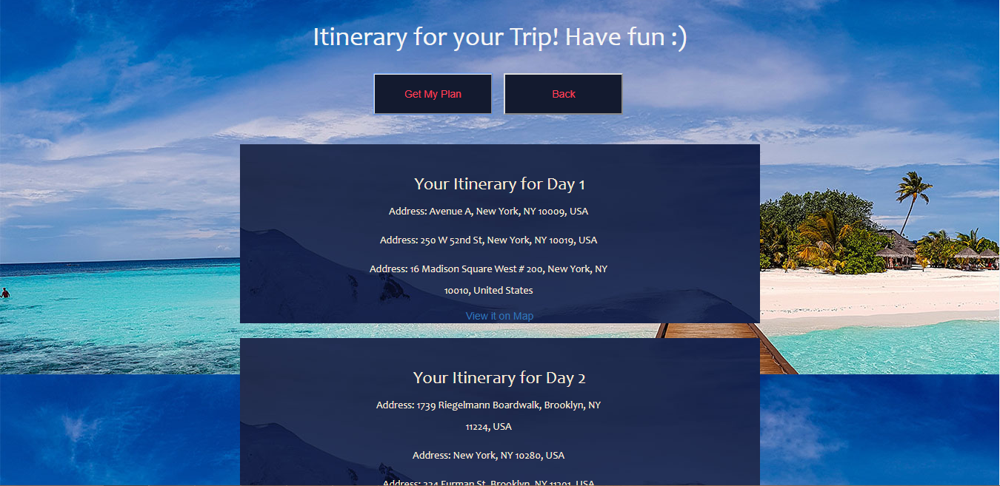 Itinerary for your Trip! Have fun :)
Get My Plan
Back
Your Itinerary for Day 1
Address: Avenue A, New York, NY 10009, USA
Address: 250 W 52nd St, New York, NY 10019, USA
Address: 16 Madison Square West # 200, New York, NY
10010, United States
View it on Map
Your Itinerary for Day 2
Address: 1739 Riegelmann Boardwalk, Brooklyn, NY
11224, USA
Address: New York, NY 10280, USA
Address: 334 Furman St, Brooklyn, NY 11201, USA